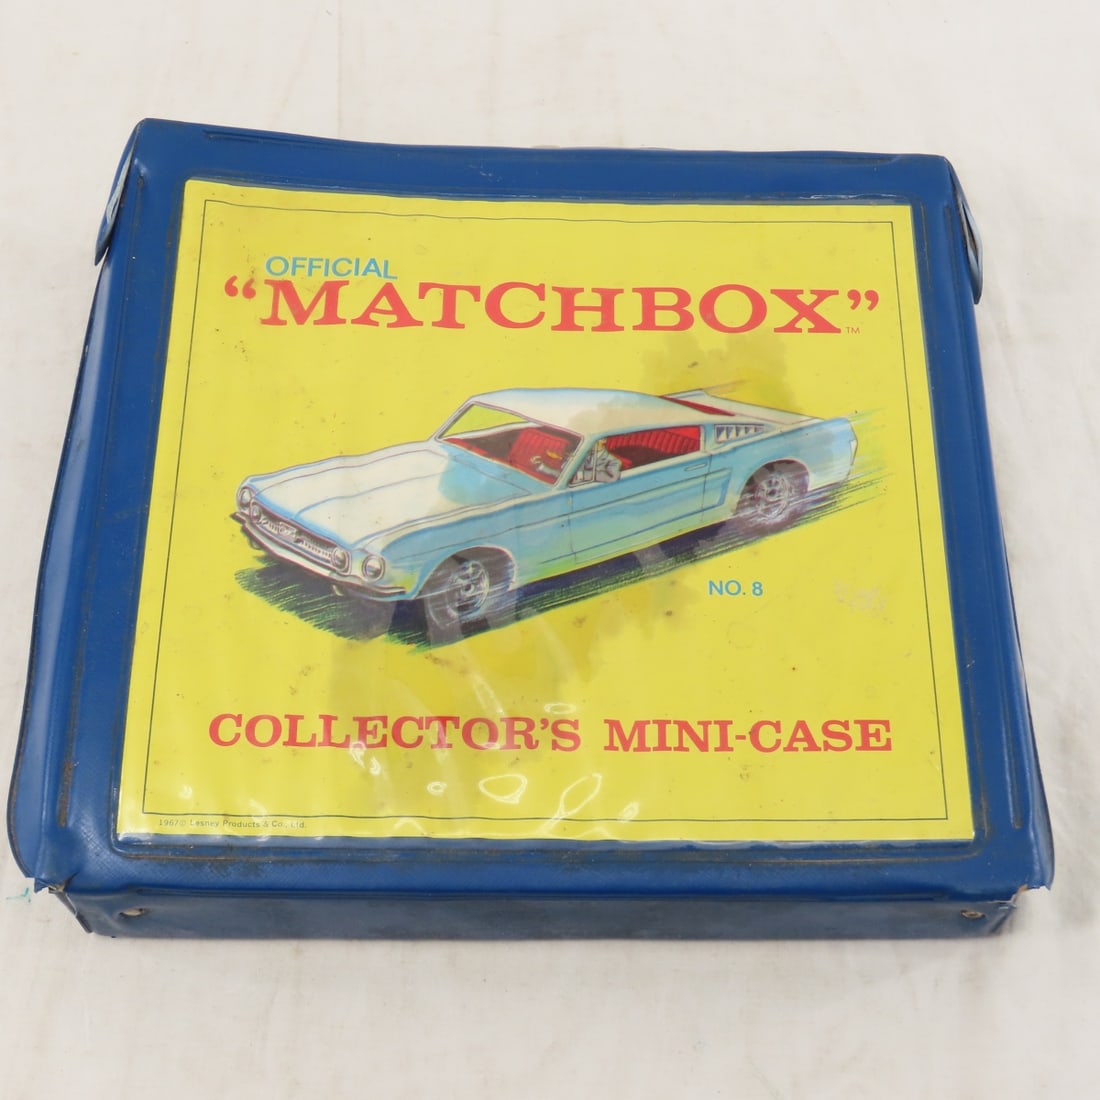 OFFICIAL
"MATCHBOX"™
NO. 8
COLLECTOR'S MINI-CASE
1967© Lesney Products & Co., Ltd.